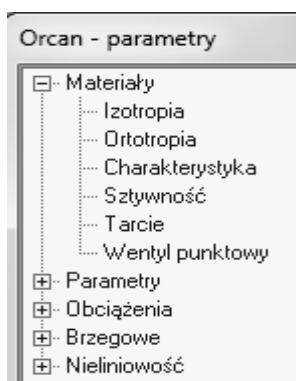 Orcan - parametry
Materiały
Izotropia
Ortotropia
Charakterystyka
Sztywność
Tarcie
Wentyl punktowy
Parametry
Obciążenia
Brzegowe
Nieliniowość